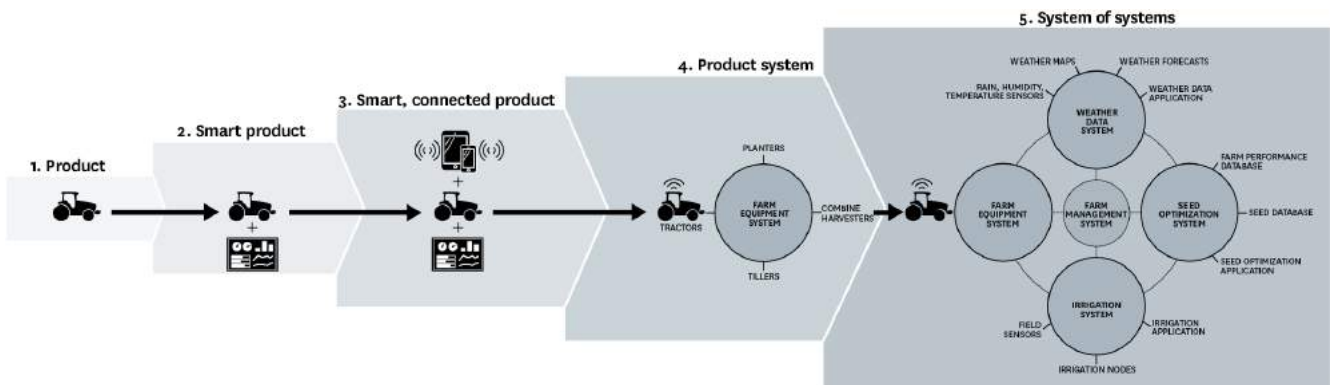 1. Product
2. Smart product
3. Smart, connected product
4. Product system
PLANTERS
TRACTORS
FARM
EQUIPMENT
SYSTEM
COMBINE
HARVESTERS
TILLERS
5. System of systems
WEATHER MAPS
WEATHER FORECASTS
RAIN, HUMIDITY,
TEMPERATURE SENSORS
WEATHER DATA
APPLICATION
WEATHER
DATA
SYSTEM
FARM PERFORMANCE
DATABASE
FARM
EQUIPMENT
SYSTEM
FARM
MANAGEMENT
SYSTEM
SEED
OPTIMIZATION
SYSTEM
SEED DATABASE
SEED OPTIMIZATION
APPLICATION
IRRIGATION
SYSTEM
FIELD
SENSORS
IRRIGATION
APPLICATION
IRRIGATION NODES